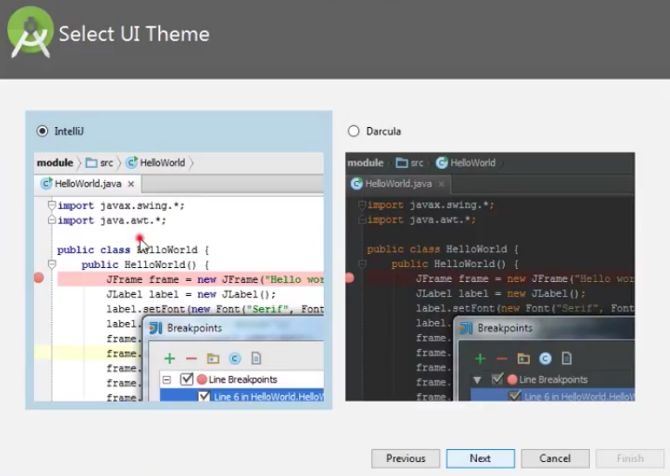 Select UI Theme
IntelliJ
module src HelloWorld
HelloWorld.java ×
import javax.swing.*;
import java.awt.*;
public class HelloWorld {
public HelloWorld() {
JFrame frame = new JFrame("Hello wor
JLabel label = new JLabel();
label.setFont(new Font("Serif", Font
label.
frame.
frame.
frame.
frame.
Breakpoints
Line Breakpoints
Line 6 in HelloWorld.HelloW
Darcula
module src HelloWorld
HelloWorld.java ×
import javax.swing.*;
import java.awt.*;
public class HelloWorld {
public HelloWorld() {
JFrame frame = new JFrame("Hello wor
JLabel label = new JLabel();
label.setFont(new Font("Serif", Font
label.
frame.
frame.
frame.
frame.
Breakpoints
Line Breakpoints
Line 6 in HelloWorld.HelloW
Previous
Next
Cancel
Finish